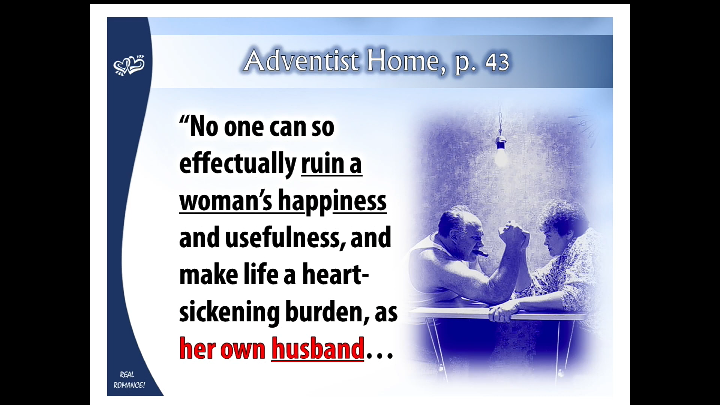 Adventist Home, p. 43
“No one can so
effectually ruin a
woman’s happiness
and usefulness, and
make life a heart-
sickening burden, as
her own husband…
REAL
ROMANCE!